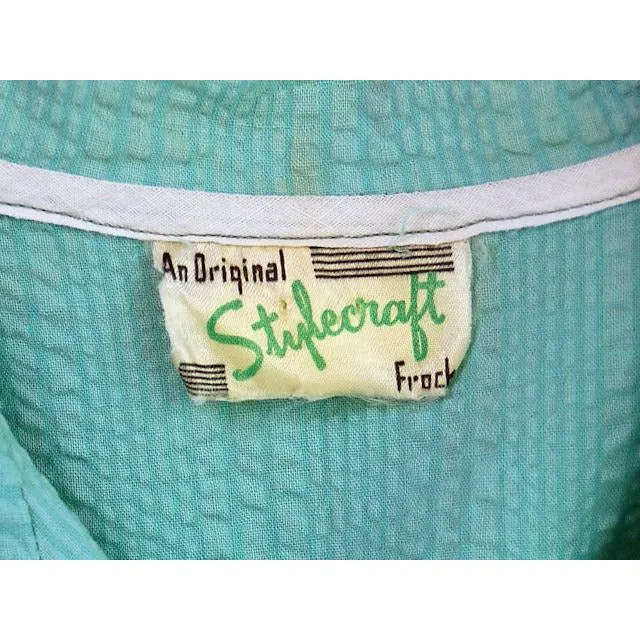 An Original
Stylecraft
Frock